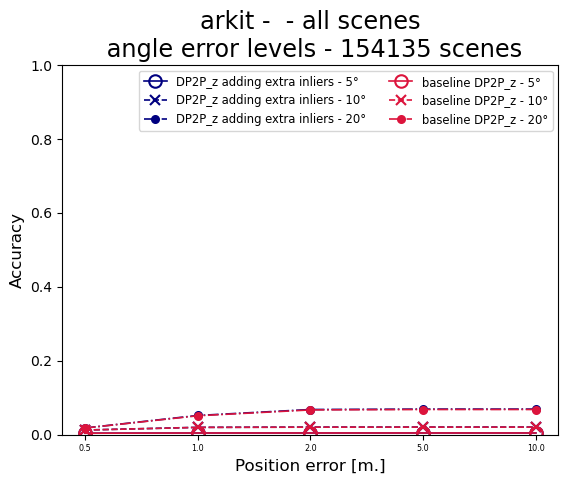 arkit -  - all scenes
angle error levels - 154135 scenes
DP2P_z adding extra inliers - 5°
DP2P_z adding extra inliers - 10°
DP2P_z adding extra inliers - 20°
baseline DP2P_z - 5°
baseline DP2P_z - 10°
baseline DP2P_z - 20°
Accuracy
1.0
0.8
0.6
0.4
0.2
0.0
0.5 1.0 2.0 5.0 10.0
Position error [m.]